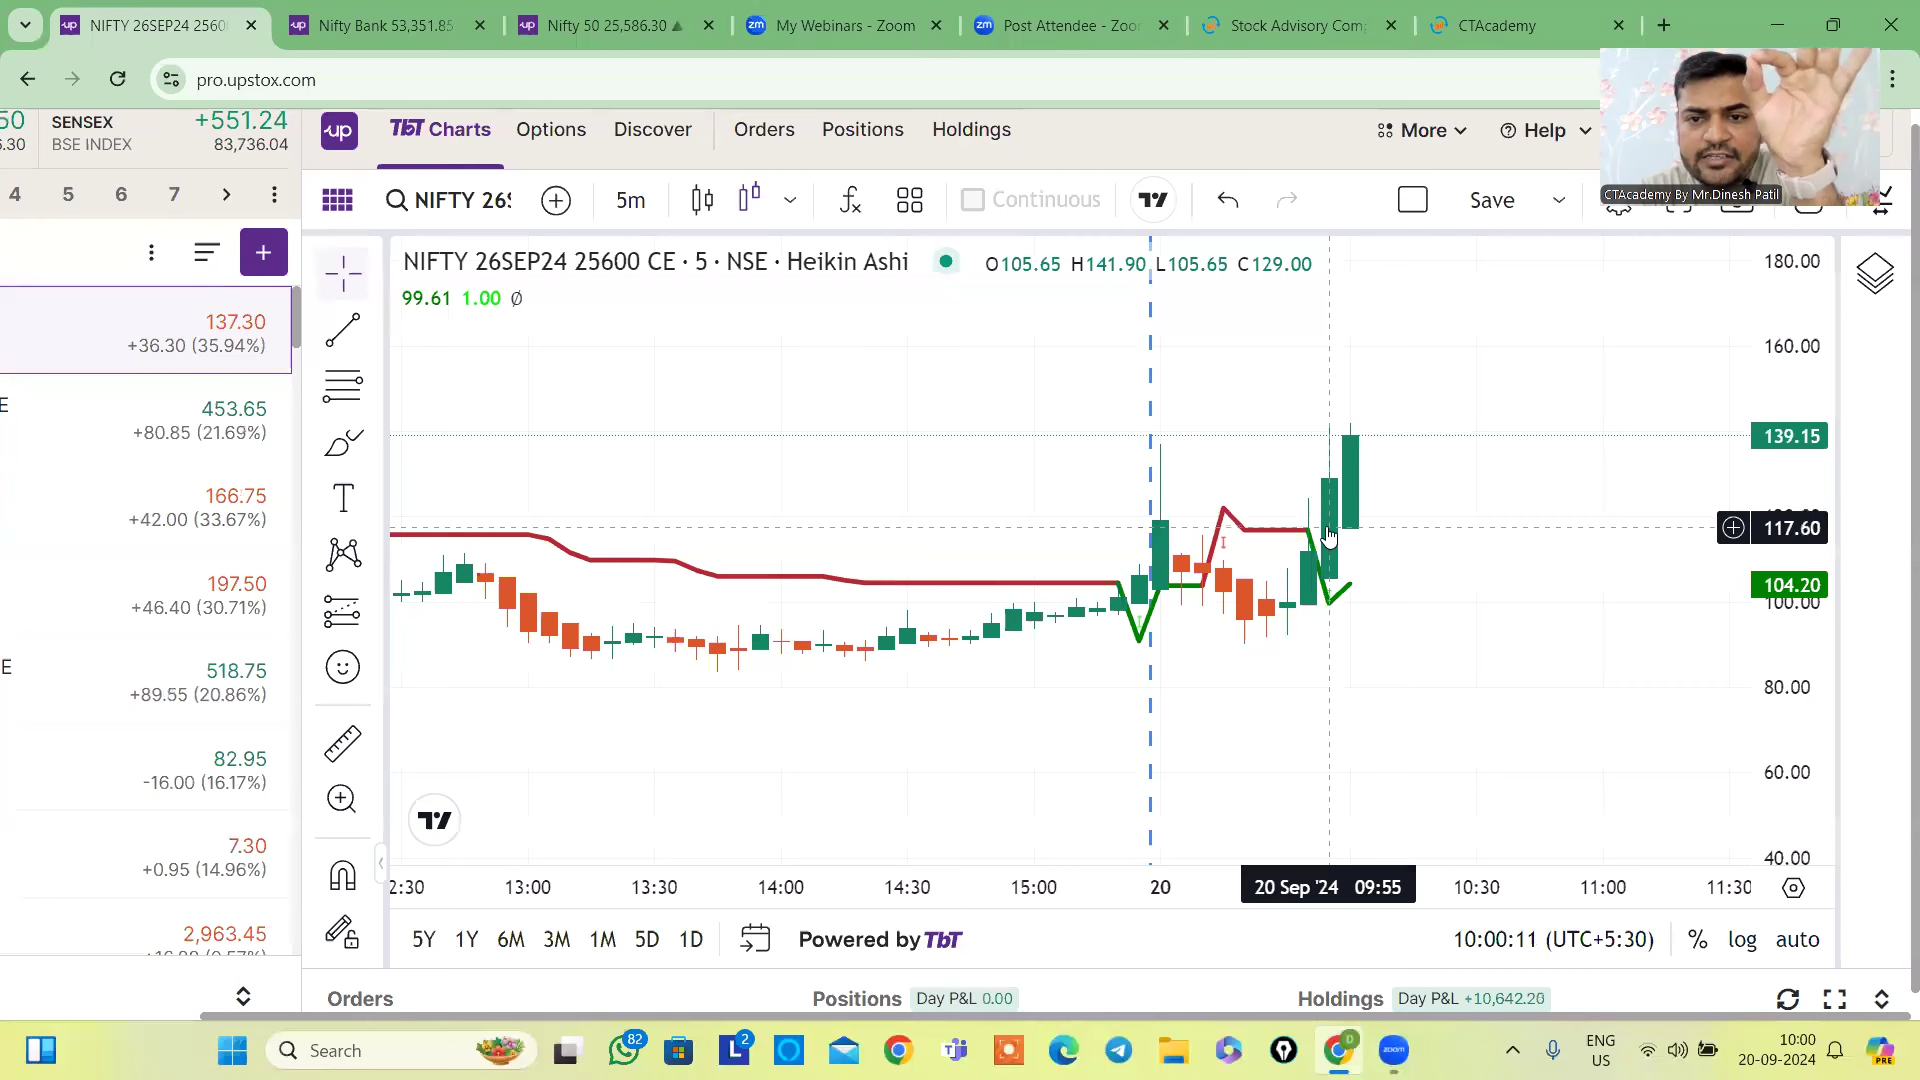 NIFTY 26SEP24 2560
Nifty Bank 53,351.85
Nifty 50 25,586.30
My Webinars - Zoom
Post Attendee - Zoo
Stock Advisory Com
CTAcademy
pro.upstox.com
50
SENSEX
+551.24
BSE INDEX
83,736.04
up
TbT Charts
Options
Discover
Orders
Positions
Holdings
More
Help
CTAcademy By Mr.Dinesh Patil
4 5 6 7
NIFTY 26
5m
Continuous
Save
NIFTY 26SEP24 25600 CE · 5 · NSE · Heikin Ashi
O105.65 H141.90 L105.65 C129.00
99.61 1.00 Ø
137.30
+36.30 (35.94%)
E
453.65
+80.85 (21.69%)
166.75
+42.00 (33.67%)
197.50
+46.40 (30.71%)
E
518.75
+89.55 (20.86%)
82.95
-16.00 (16.17%)
7.30
+0.95 (14.96%)
2,963.45
180.00
160.00
139.15
117.60
104.20
100.00
80.00
60.00
40.00
2:30 13:00 13:30 14:00 14:30 15:00 20 20 Sep '24 09:55 10:30 11:00 11:30
5Y 1Y 6M 3M 1M 5D 1D
Powered by TbT
10:00:11 (UTC+5:30)
% log auto
Orders
Positions Day P&L 0.00
Holdings Day P&L +10,642.20
Search
82
2
ENG
US
10:00
20-09-2024
PRE